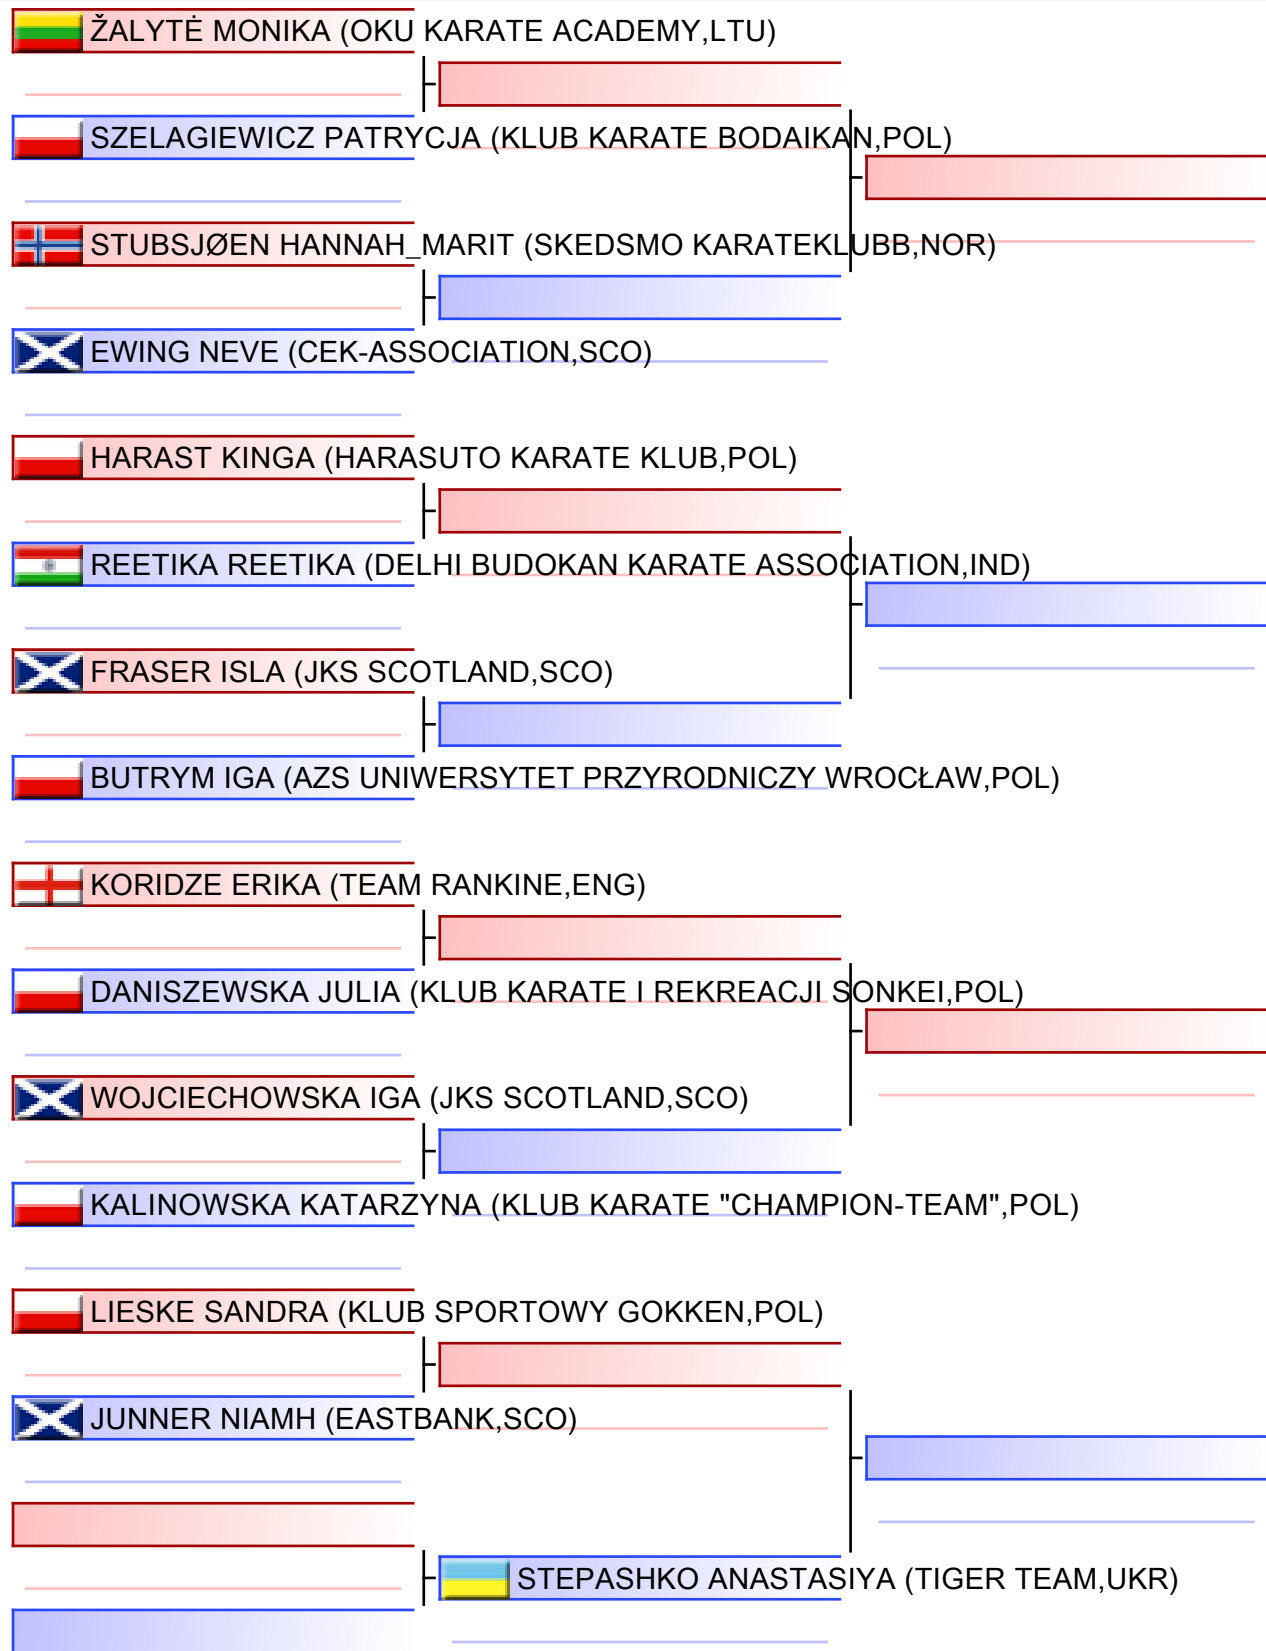 ŽALYTĖ MONIKA (OKU KARATE ACADEMY,LTU)
SZELAGIEWICZ PATRYCJA (KLUB KARATE BODAIKAN,POL)
STUBSJØEN HANNAH_MARIT (SKEDSMO KARATEKLUBB,NOR)
EWING NEVE (CEK-ASSOCIATION,SCO)
HARAST KINGA (HARASUTO KARATE KLUB,POL)
REETIKA REETIKA (DELHI BUDOKAN KARATE ASSOCIATION,IND)
FRASER ISLA (JKS SCOTLAND,SCO)
BUTRYM IGA (AZS UNIWERSYTET PRZYRODNICZY WROCŁAW,POL)
KORIDZE ERIKA (TEAM RANKINE,ENG)
DANISZEWSKA JULIA (KLUB KARATE I REKREACJI SONKEI,POL)
WOJCIECHOWSKA IGA (JKS SCOTLAND,SCO)
KALINOWSKA KATARZYNA (KLUB KARATE "CHAMPION-TEAM",POL)
LIESKE SANDRA (KLUB SPORTOWY GOKKEN,POL)
JUNNER NIAMH (EASTBANK,SCO)
STEPASHKO ANASTASIYA (TIGER TEAM,UKR)